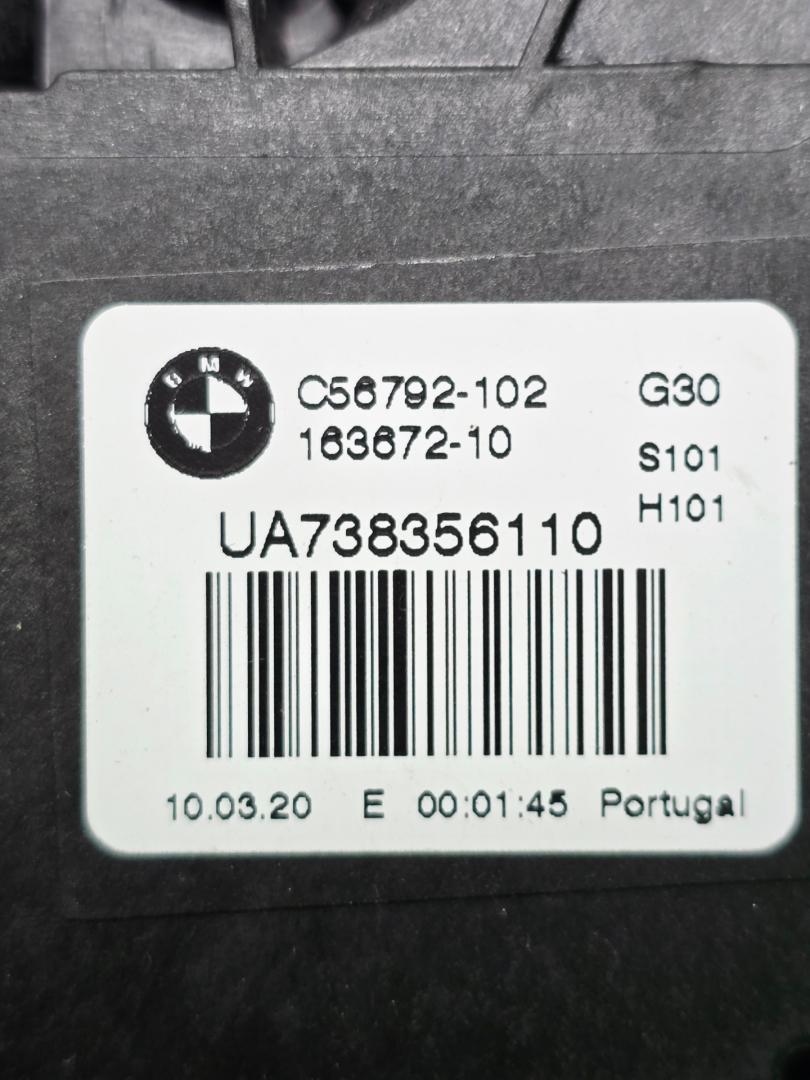 BMW
C56792-102
G30
163672-10
S101
H101
UA738356110
10.03.20 E 00:01:45 Portugal